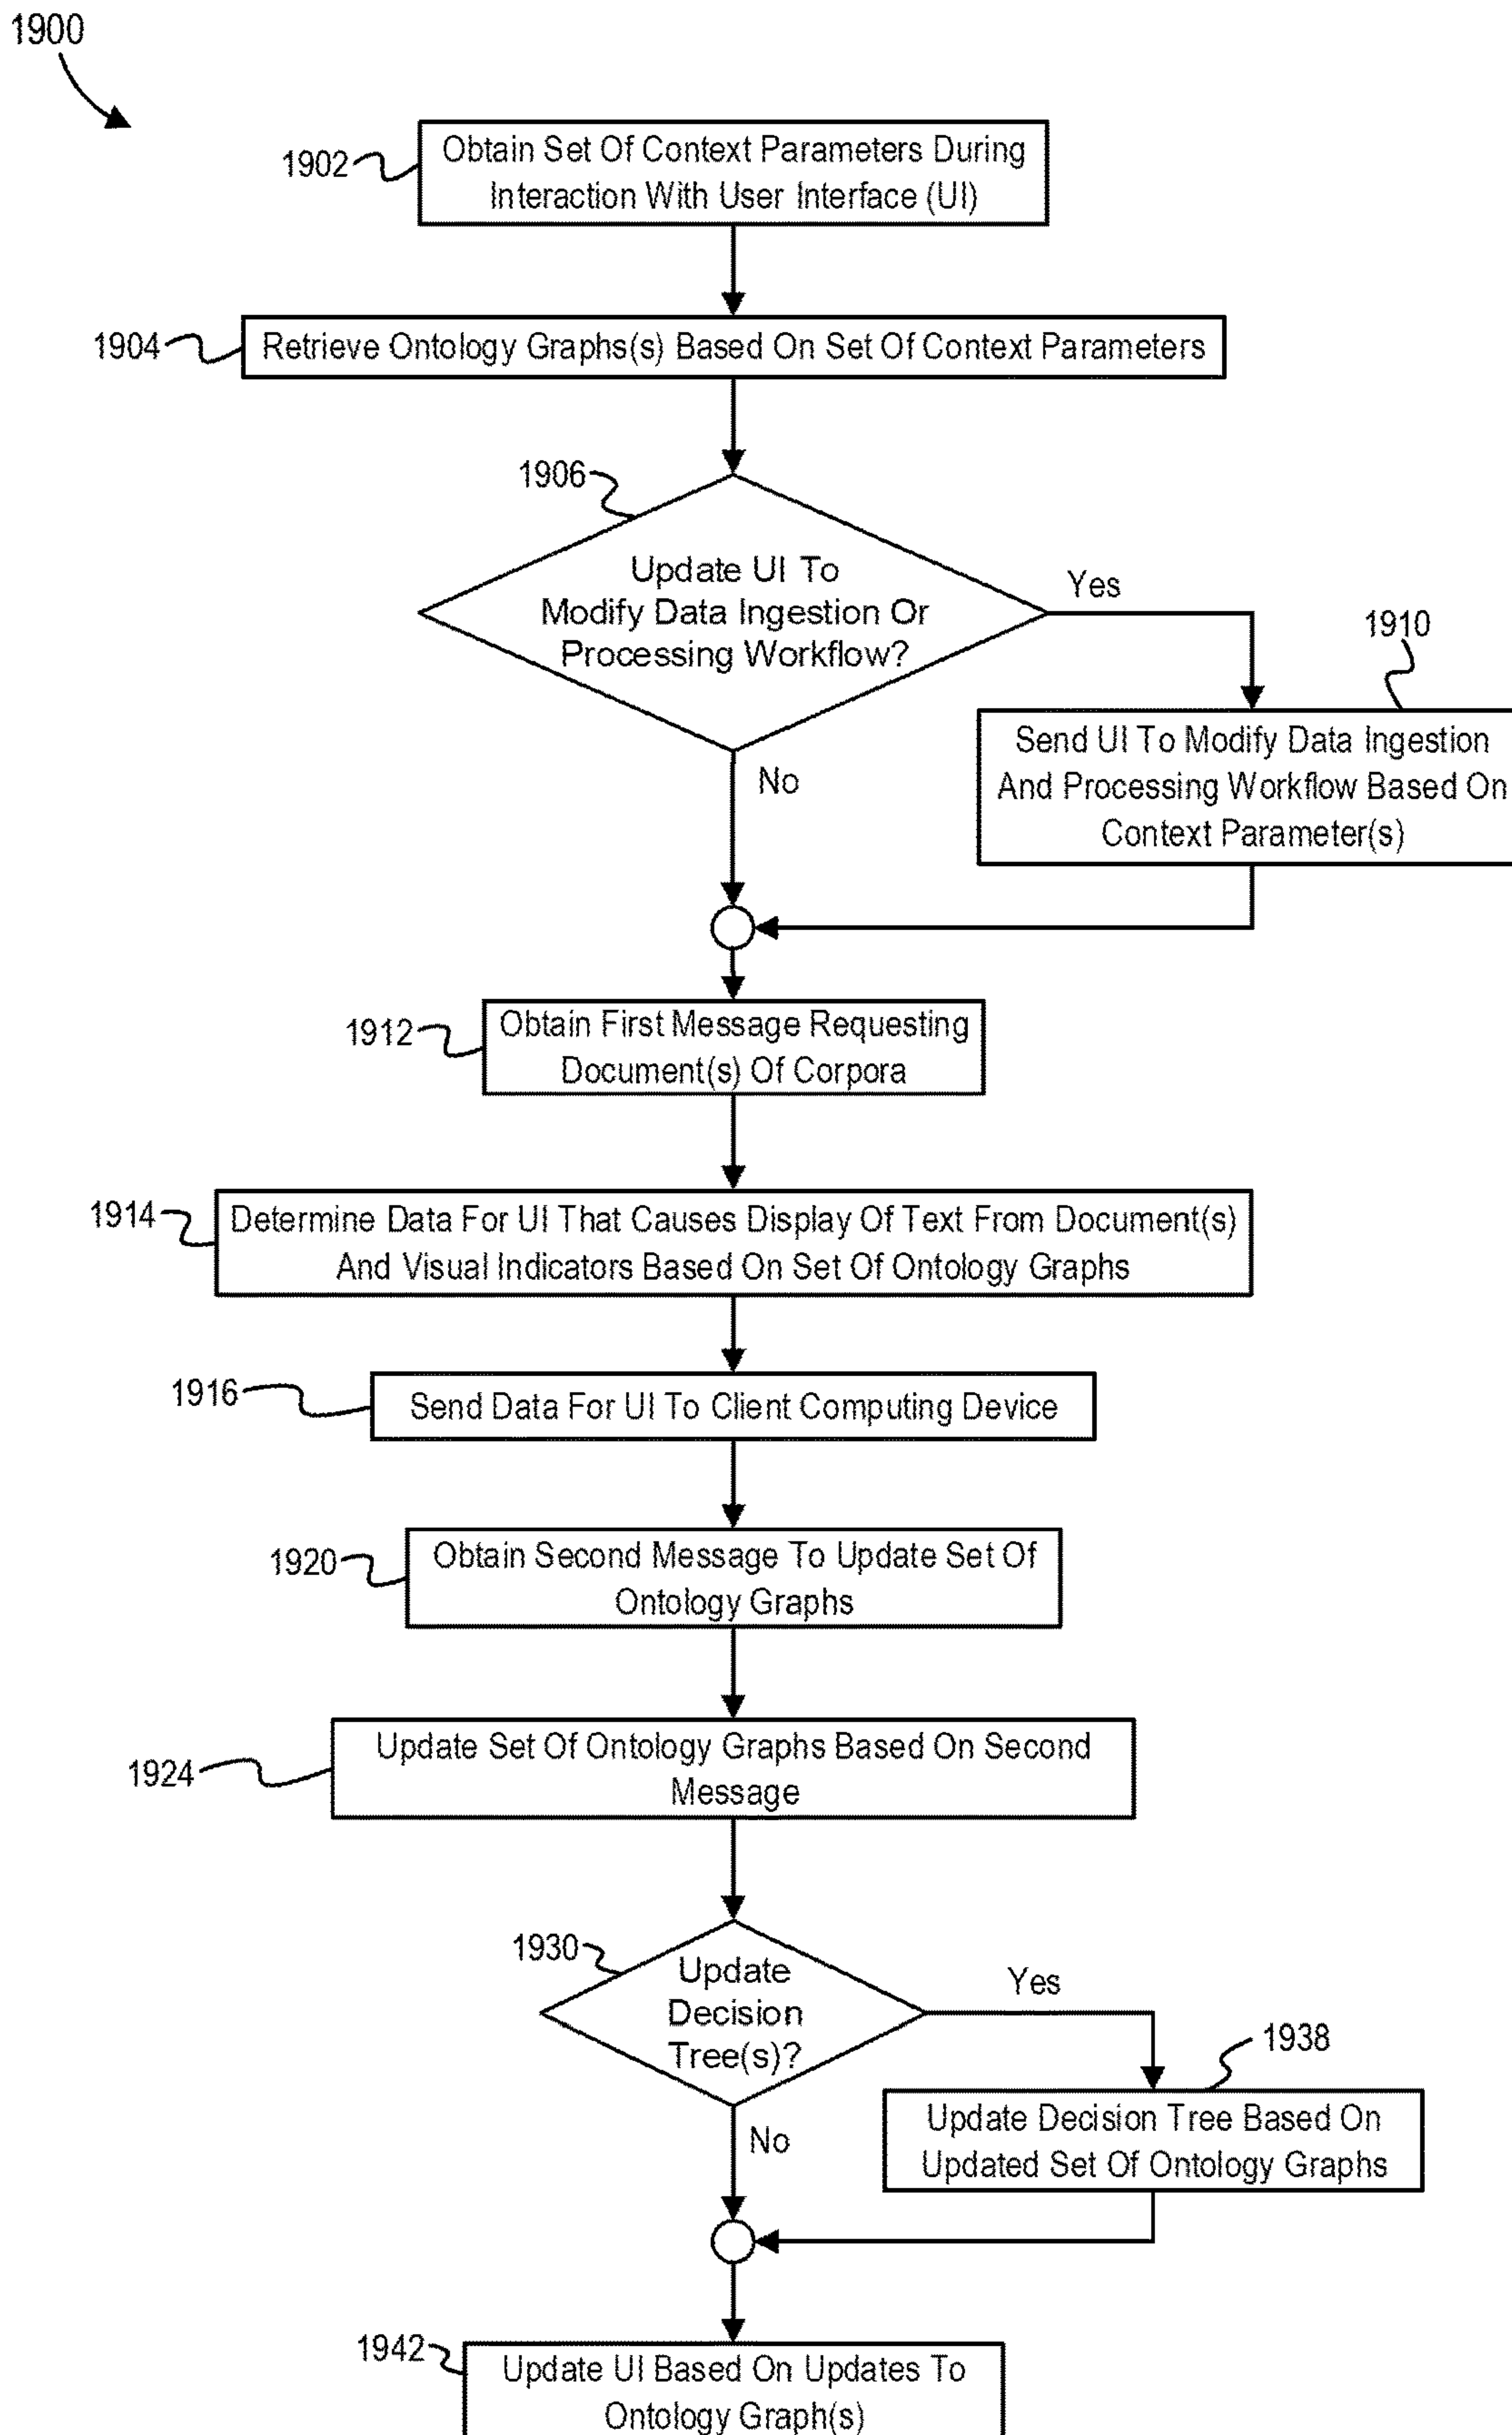 1900
1902
Obtain Set Of Context Parameters During
Interaction With User Interface (UI)
1904
Retrieve Ontology Graphs(s) Based On Set Of Context Parameters
1906
Update UI To
Modify Data Ingestion Or
Processing Workflow?
Yes
1910
Send UI To Modify Data Ingestion
And Processing Workflow Based On
Context Parameter(s)
No
1912
Obtain First Message Requesting
Document(s) Of Corpora
1914
Determine Data For UI That Causes Display Of Text From Document(s)
And Visual Indicators Based On Set Of Ontology Graphs
1916
Send Data For UI To Client Computing Device
1920
Obtain Second Message To Update Set Of
Ontology Graphs
1924
Update Set Of Ontology Graphs Based On Second
Message
1930
Update
Decision
Tree(s)?
Yes
1938
Update Decision Tree Based On
Updated Set Of Ontology Graphs
No
1942
Update UI Based On Updates To
Ontology Graph(s)